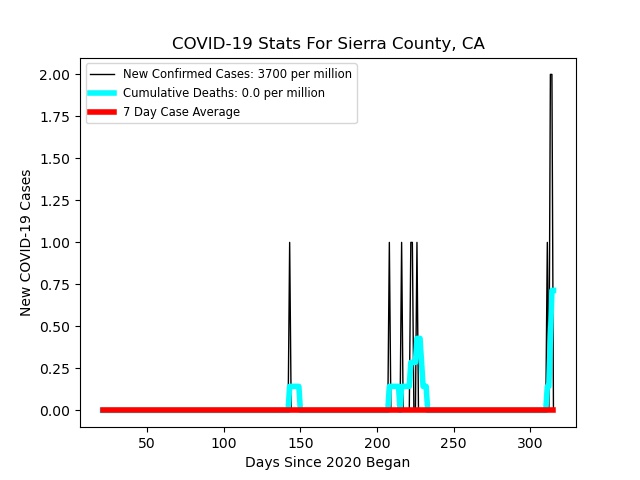 COVID-19 Stats For Sierra County, CA
New Confirmed Cases: 3700 per million
Cumulative Deaths: 0.0 per million
7 Day Case Average
New COVID-19 Cases
2.00
1.75
1.50
1.25
1.00
0.75
0.50
0.25
0.00
50 100 150 200 250 300
Days Since 2020 Began